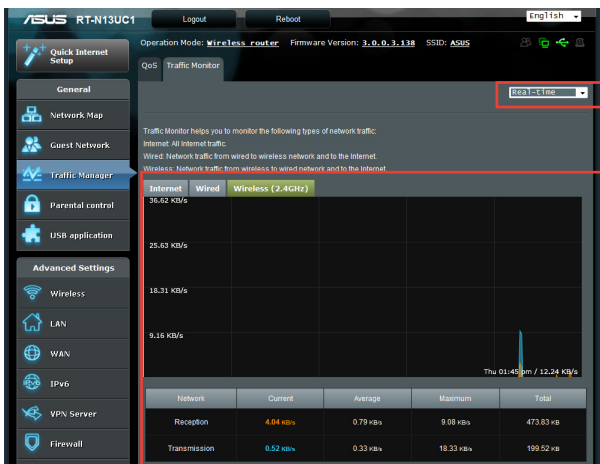 ASUS RT-N13UC1
Logout
Reboot
English
Quick Internet
Setup
Operation Mode: Wireless router Firmware Version: 3.0.0.3.138 SSID: ASUS
QoS
Traffic Monitor
General
Real-time
Network Map
Traffic Monitor helps you to monitor the following types of network traffic:
Internet: All Internet traffic.
Guest Network
Wired: Network traffic from wired to wireless network and to the Internet.
Wireless: Network traffic from wireless to wired network and to the Internet.
Traffic Manager
Internet
Wired
Wireless (2.4GHz)
36.62 KB/s
Parental control
USB application
25.63 KB/s
Advanced Settings
Wireless
18.31 KB/s
LAN
9.16 KB/s
WAN
Thu 01:45 pm / 12.24 KB/s
IPv6
Network Current Average Maximum Total
VPN Server
Reception 4.04 KB/s 0.79 KB/s 9.08 KB/s 473.83 KB
Firewall
Transmission 0.52 KB/s 0.33 KB/s 18.33 KB/s 199.52 KB